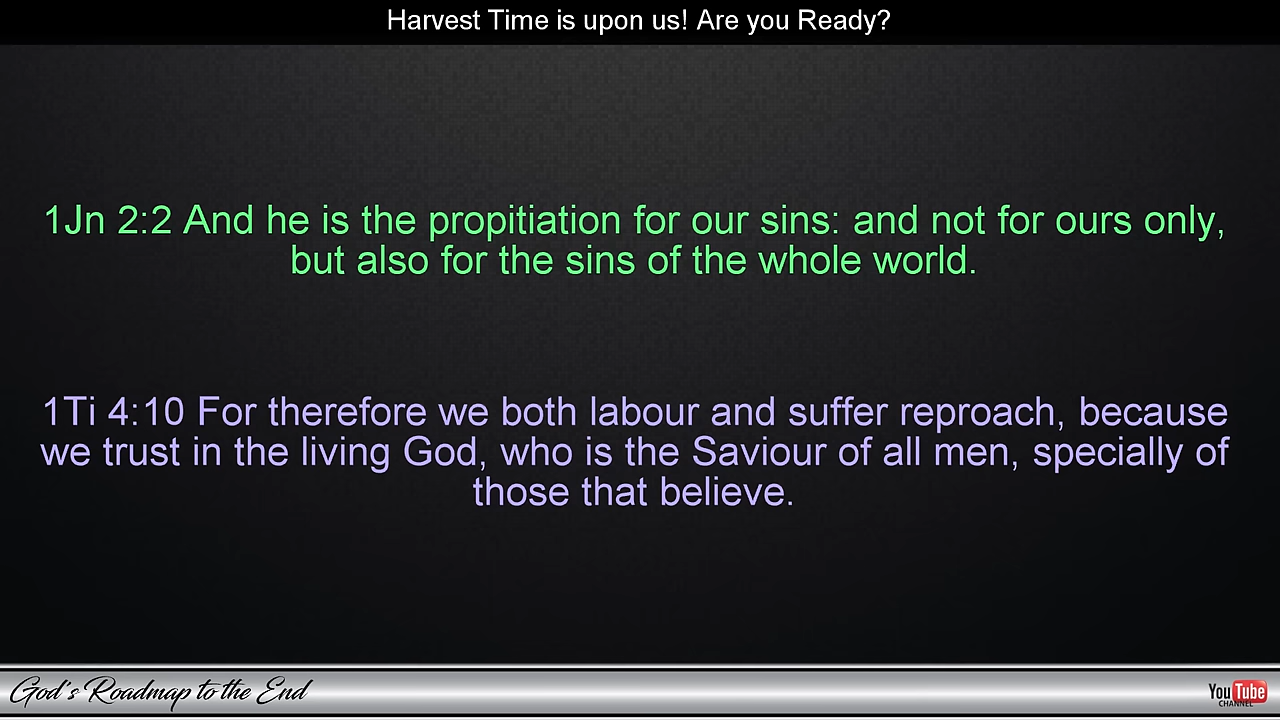 Harvest Time is upon us! Are you Ready?
1Jn 2:2 And he is the propitiation for our sins: and not for ours only,
but also for the sins of the whole world.
1Ti 4:10 For therefore we both labour and suffer reproach, because
we trust in the living God, who is the Saviour of all men, specially of
those that believe.
God's Roadmap to the End
YouTube
CHANNEL